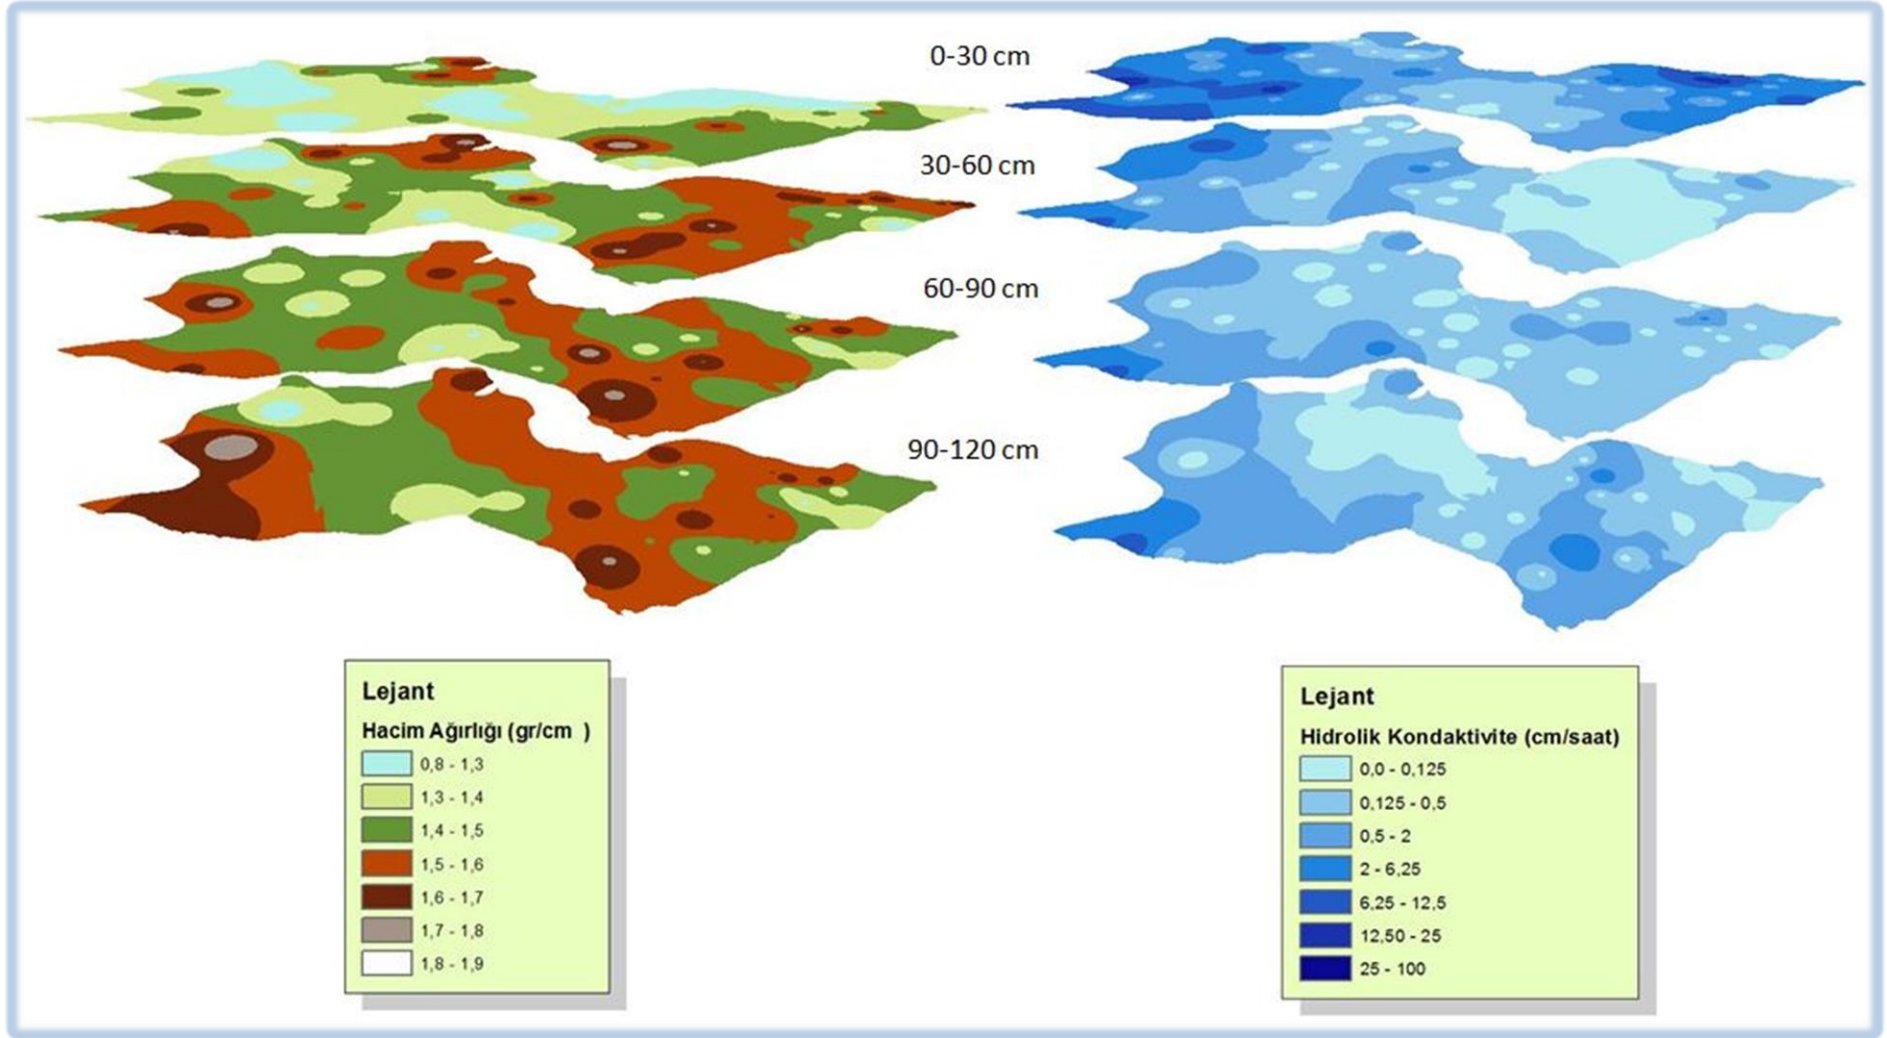 0-30 cm
30-60 cm
60-90 cm
90-120 cm
Lejant
Hacim Ağırlığı (gr/cm )
0,8 - 1,3
1,3 - 1,4
1,4 - 1,5
1,5 - 1,6
1,6 - 1,7
1,7 - 1,8
1,8 - 1,9
Lejant
Hidrolik Kondaktivite (cm/saat)
0,0 - 0,125
0,125 - 0,5
0,5 - 2
2 - 6,25
6,25 - 12,5
12,50 - 25
25 - 100